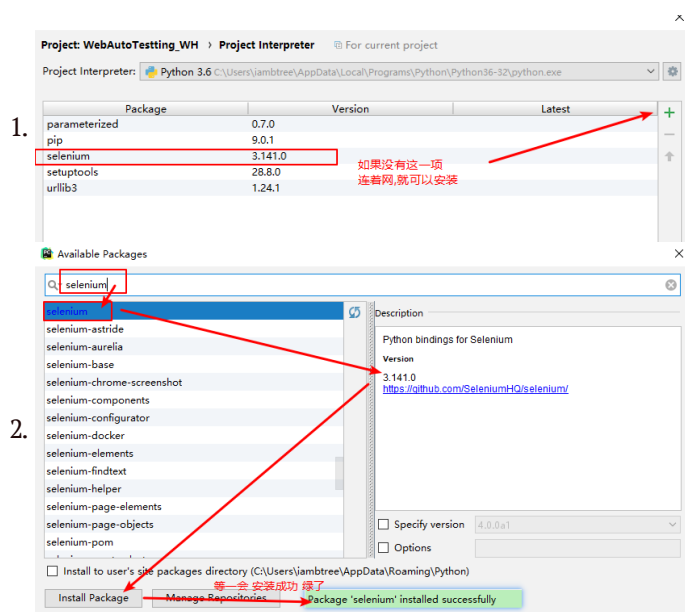 Project: WebAutoTestting_WH › Project Interpreter For current project
Project Interpreter: Python 3.6 C:\Users\iambtree\AppData\Local\Programs\Python\Python36-32\python.exe
Package Version Latest
1.
parameterized 0.7.0
pip 9.0.1
selenium 3.141.0
setuptools 28.8.0
urllib3 1.24.1
如果没有这一项
连着网,就可以安装
Available Packages
selenium
2.
selenium
selenium-astride
selenium-aurelia
selenium-base
selenium-chrome-screenshot
selenium-components
selenium-configurator
selenium-docker
selenium-elements
selenium-findtext
selenium-helper
selenium-page-elements
selenium-page-objects
selenium-pom
Description
Python bindings for Selenium
Version
3.141.0
https://github.com/SeleniumHQ/selenium/
Specify version 4.0.0a1
Options
Install to user's site packages directory (C:\Users\iambtree\AppData\Roaming\Python)
等一会 安装成功 绿了
Install Package Manage Repositories Package 'selenium' installed successfully